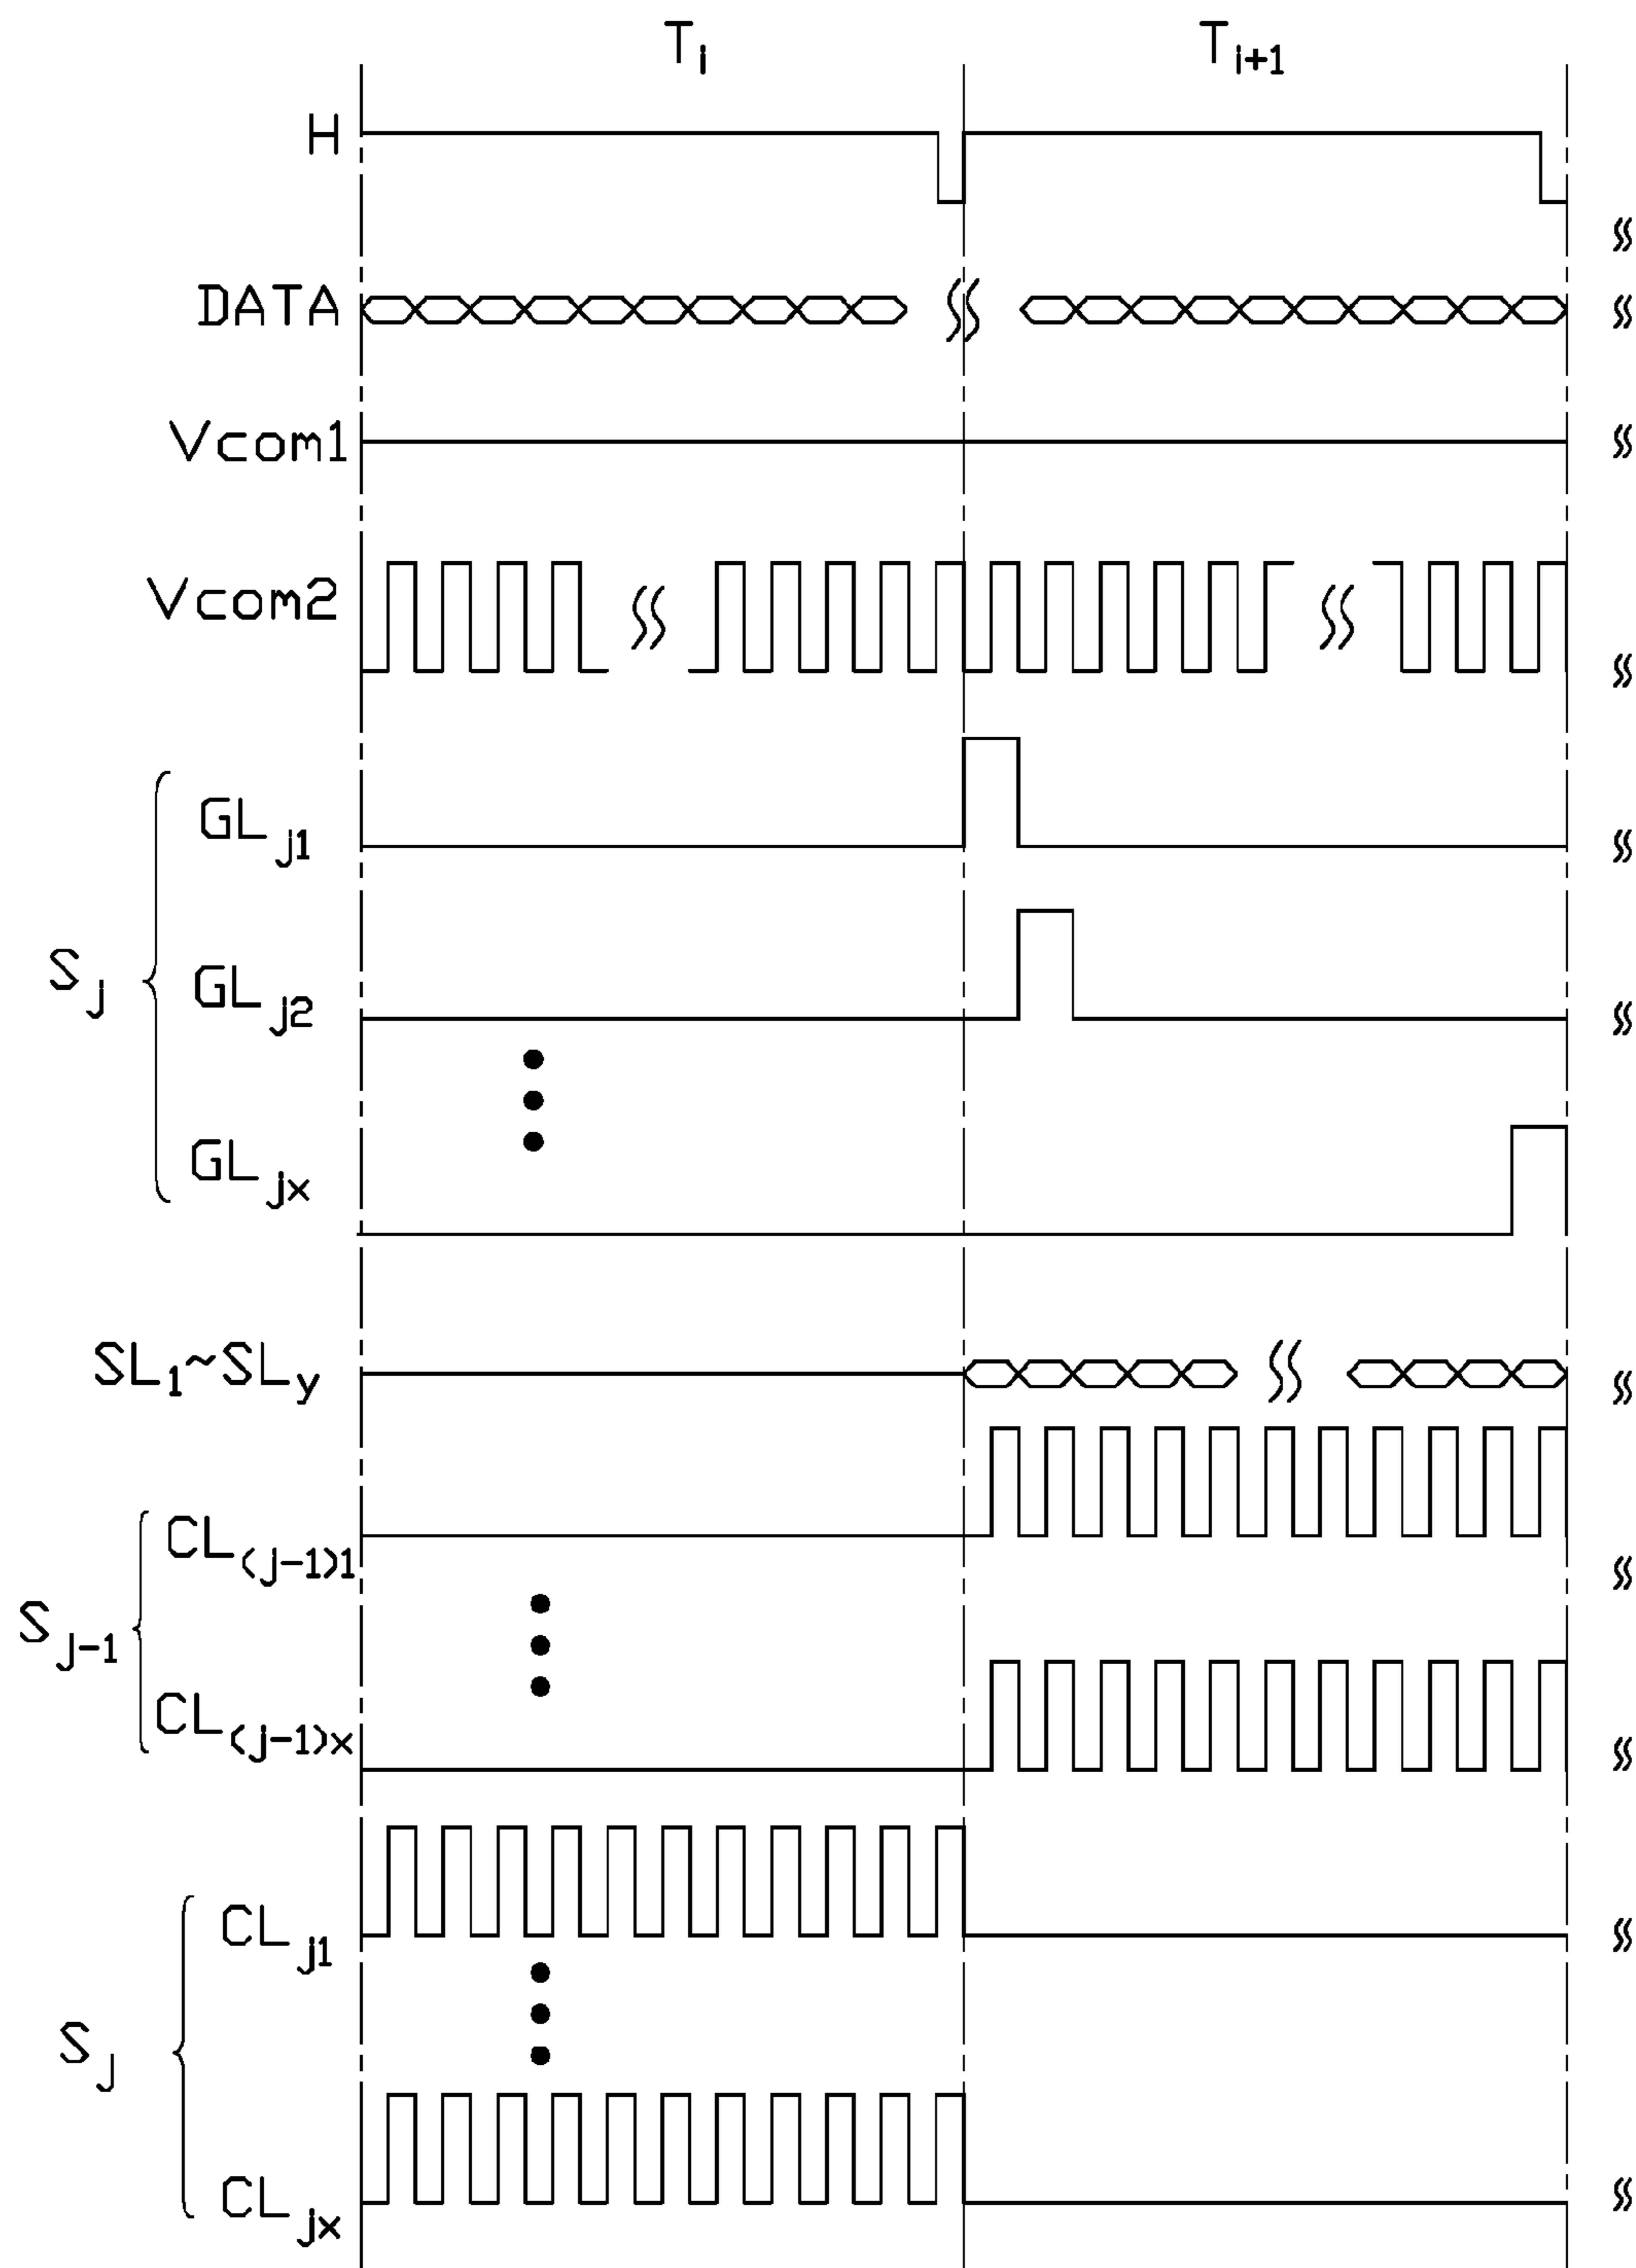 Ti Ti+1
H
DATA
Vcom1
Vcom2
GLj1
Sj
GLj2
GLjx
SL1~SLy
CL(j-1)1
Sj-1
CL(j-1)x
CLj1
Sj
CLjx